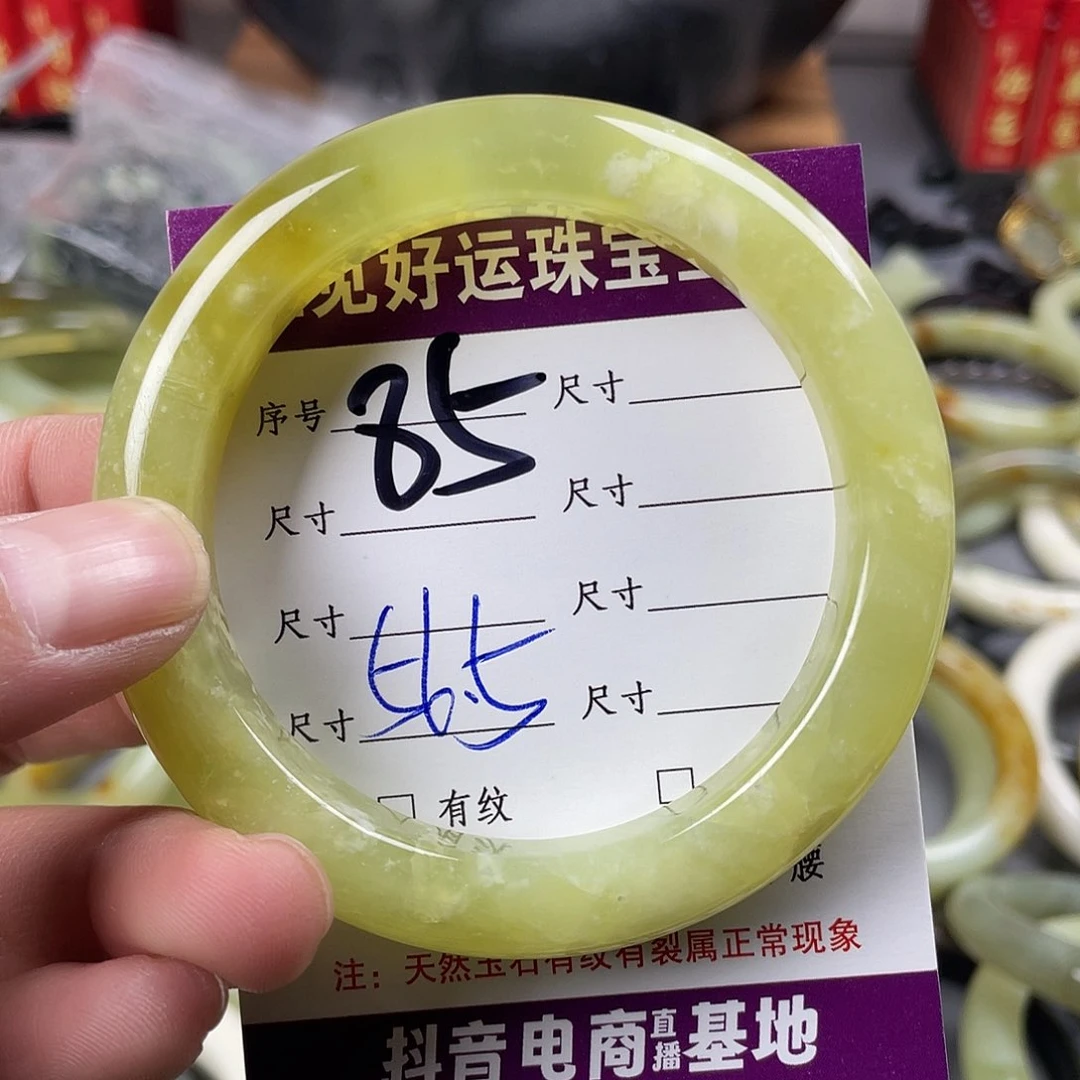 见好运珠宝
序号 85 尺寸
尺寸 尺寸
尺寸 56.5 尺寸
尺寸 尺寸
有纹
腰
注：天然玉石有纹有裂属正常现象
抖音电商直播基地